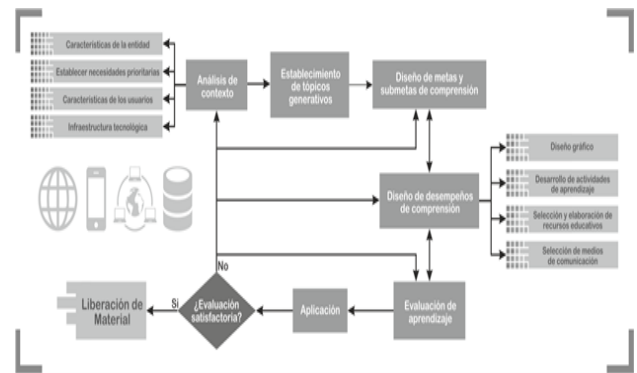 Características de la entidad
Establecer necesidades prioritarias
Características de los usuarios
Infraestructura tecnológica
Análisis de
contexto
Establecimiento
de tópicos
generativos
Diseño de metas y
submetas de comprensión
Diseño de desempeños
de comprensión
Diseño gráfico
Desarrollo de actividades
de aprendizaje
Selección y elaboración de
recursos educativos
Selección de medios
de comunicación
No
Liberación de
Material
Si
¿Evaluación
satisfactoria?
Aplicación
Evaluación de
aprendizaje